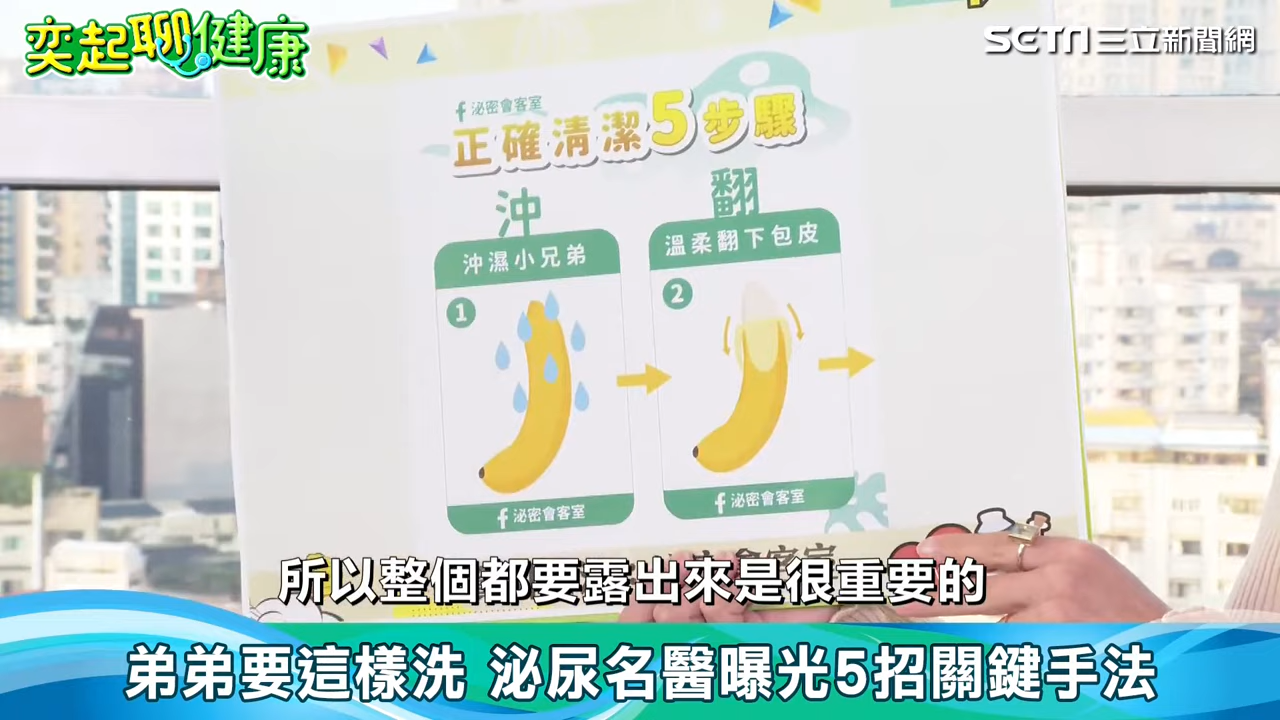 奕起聊健康
SETN三立新聞網
f 泌密會客室
正確清潔5步驟
沖
沖濕小兄弟
1
f 泌密會客室
翻
溫柔翻下包皮
2
f 泌密會客室
會客室
所以整個都要露出來是很重要的
弟弟要這樣洗 泌尿名醫曝光5招關鍵手法